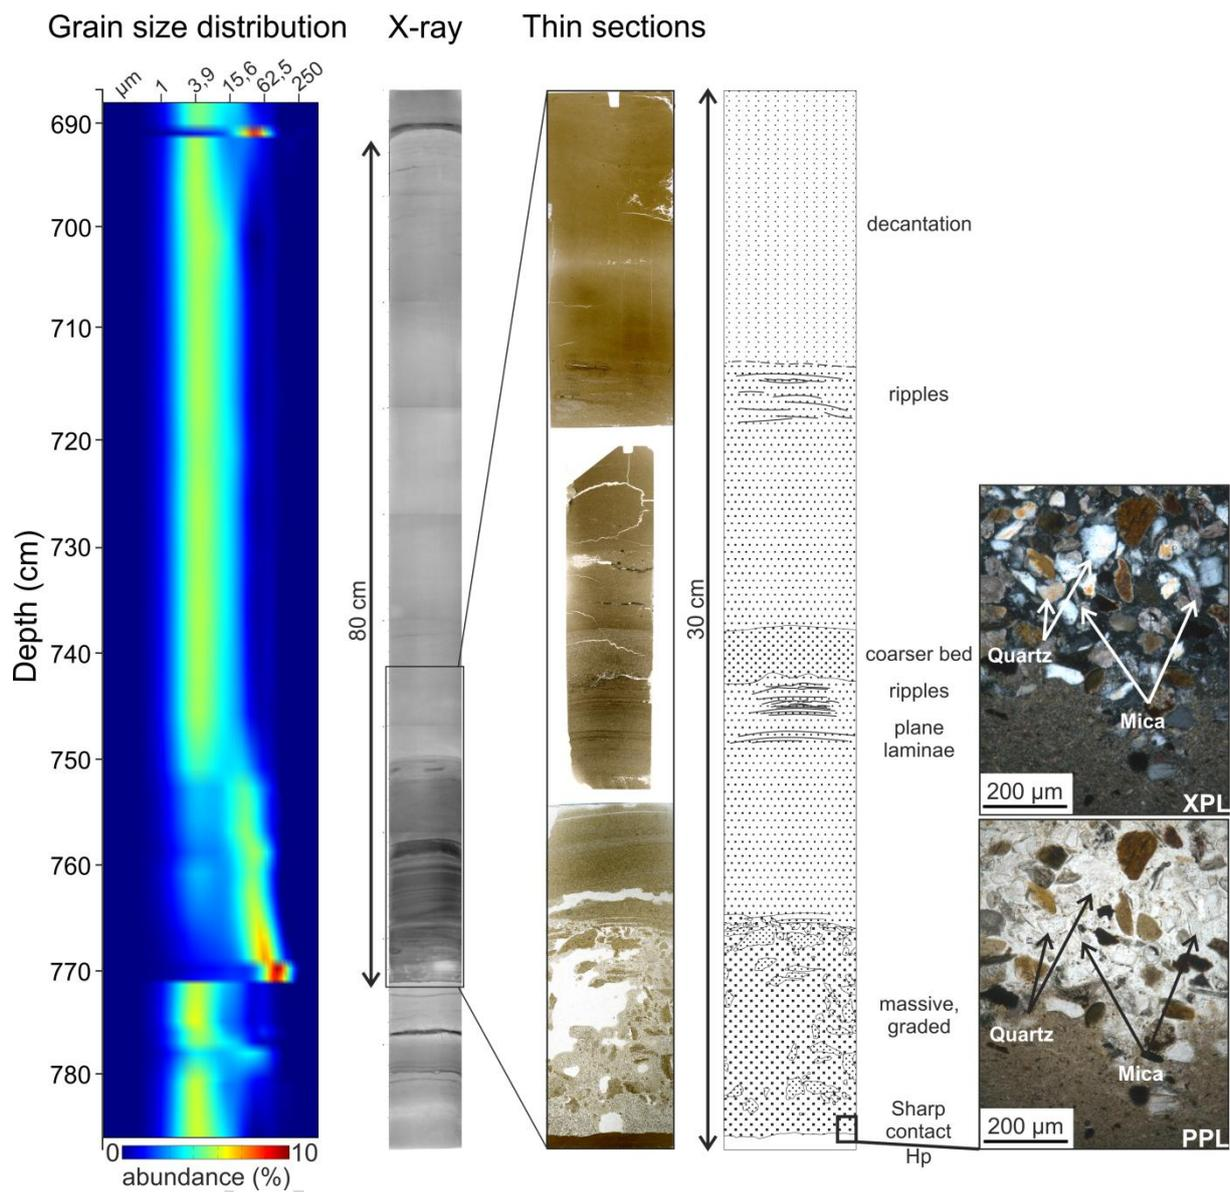 Grain size distribution
X-ray
Thin sections
µm
1
3,9
15,6
62,5
250
690
700
710
720
730
740
750
760
770
780
Depth (cm)
80 cm
30 cm
decantation
ripples
coarser bed
ripples
plane
laminae
massive,
graded
Sharp
contact
Hp
Quartz
Mica
200 µm
XPL
Quartz
Mica
200 µm
PPL
0
10
abundance (%)